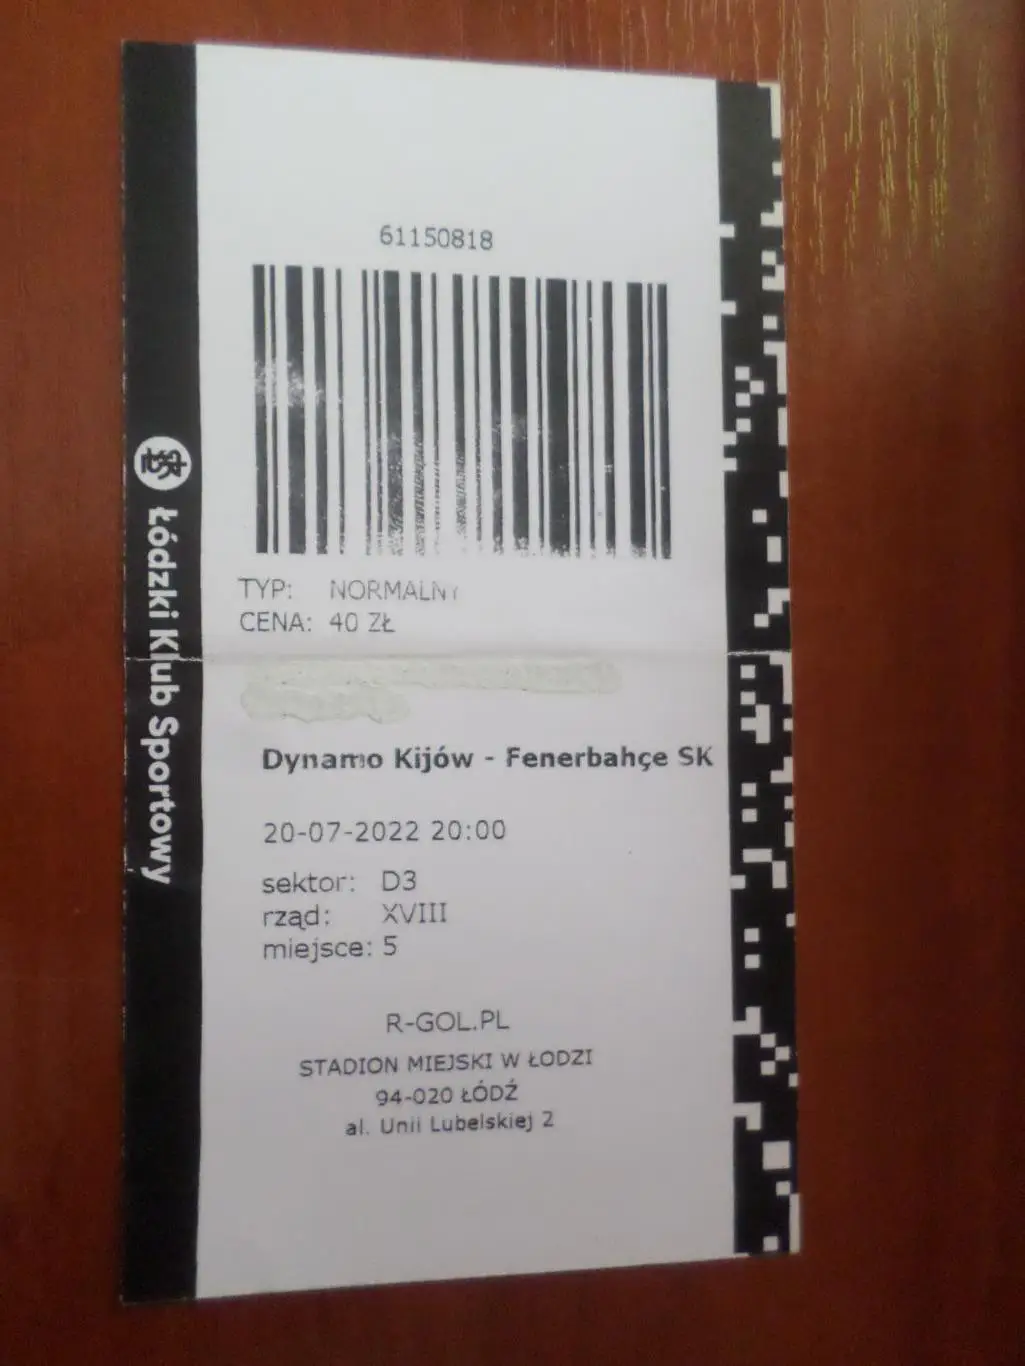 61150818
TYP: NORMALNY
CENA: 40 ZŁ
Dynamo Kijów - Fenerbahçe SK
20-07-2022 20:00
sektor: D3
rząd: XVIII
miejsce: 5
R-GOL.PL
STADION MIEJSKI W ŁODZI
94-020 ŁÓDŹ
al. Unii Lubelskiej 2
ŁKS Łódzki Klub Sportowy